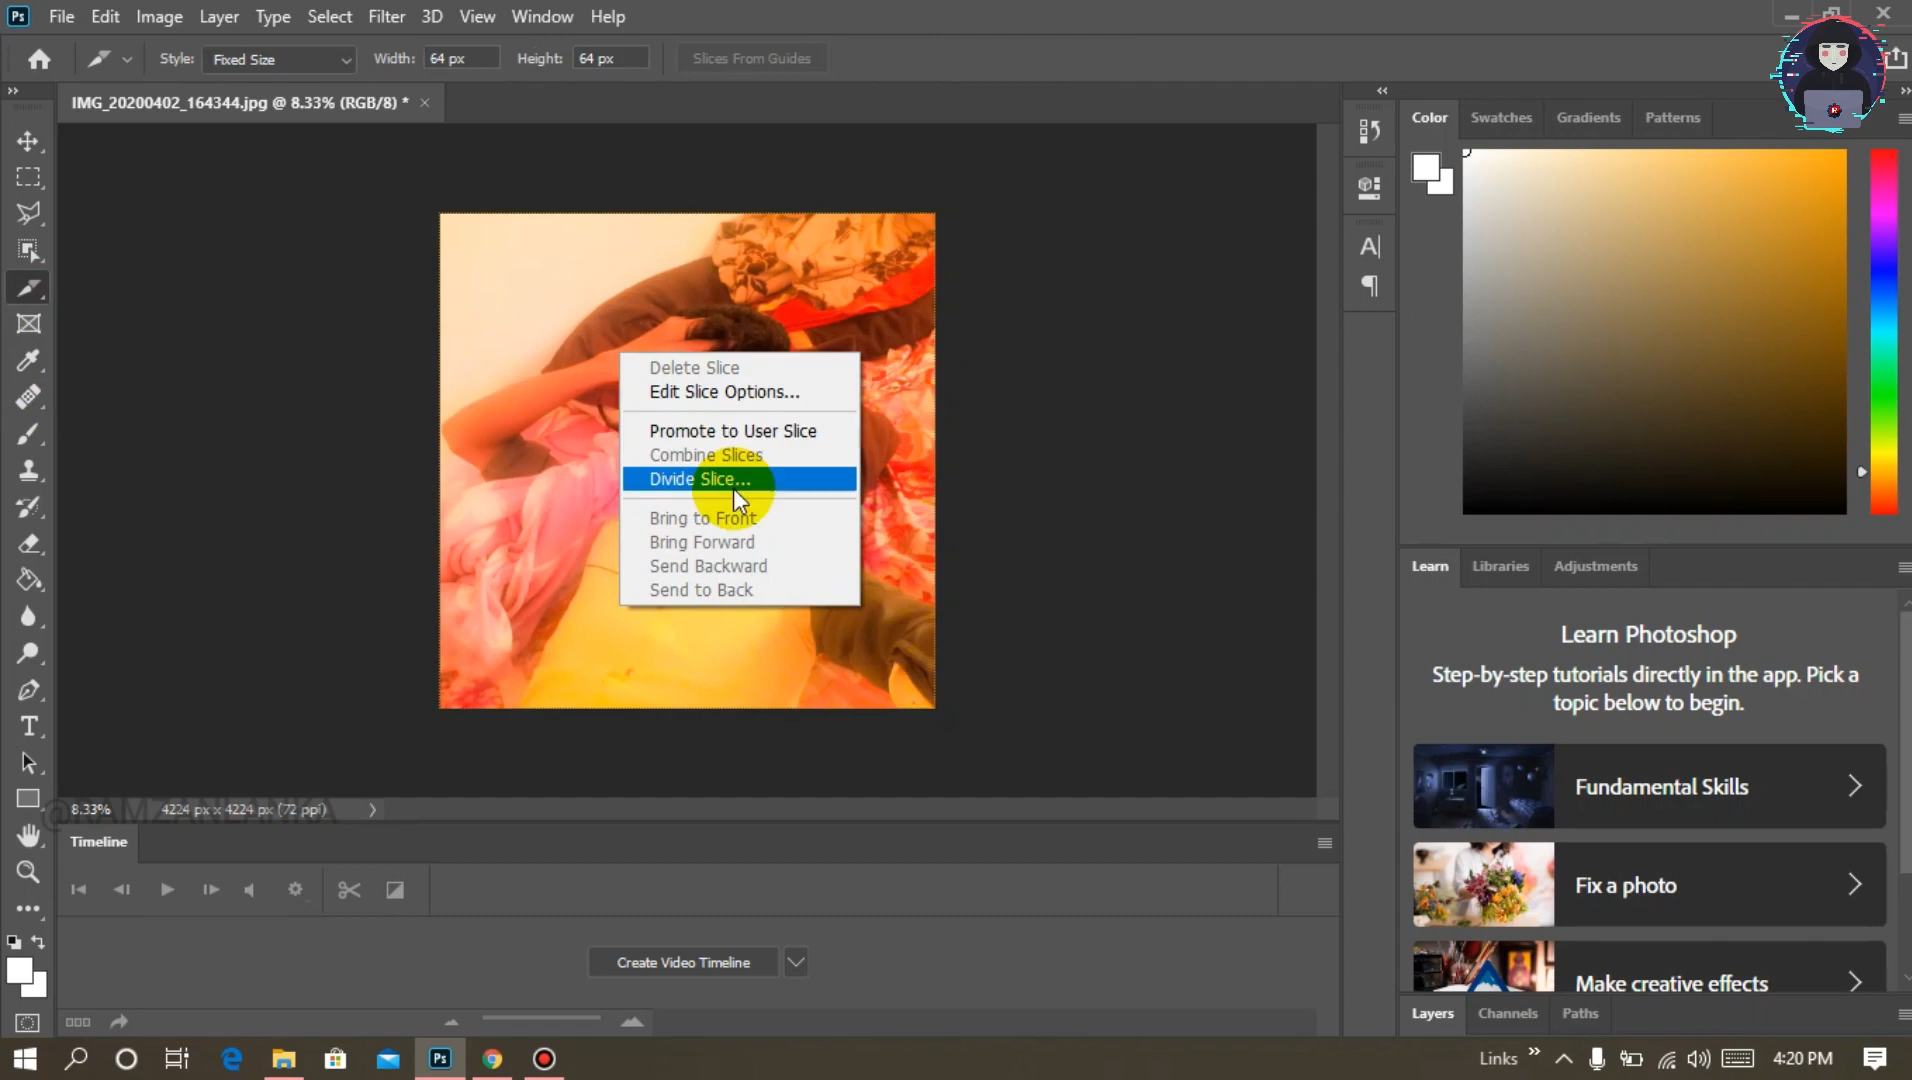 Ps File Edit Image Layer Type Select Filter 3D View Window Help
Style: Fixed Size Width: 64 px Height: 64 px Slices From Guides
IMG_20200402_164344.jpg @ 8.33% (RGB/8) * ×
Color Swatches Gradients Patterns
Delete Slice
Edit Slice Options...
Promote to User Slice
Combine Slices
Divide Slice...
Bring to Front
Bring Forward
Send Backward
Send to Back
Learn Libraries Adjustments
Learn Photoshop
Step-by-step tutorials directly in the app. Pick a
topic below to begin.
Fundamental Skills
Fix a photo
Make creative effects
Layers Channels Paths
8.33% 4224 px x 4224 px (72 ppi)
@RAMZANLANKA
Timeline
Create Video Timeline
Ps
Links 4:20 PM